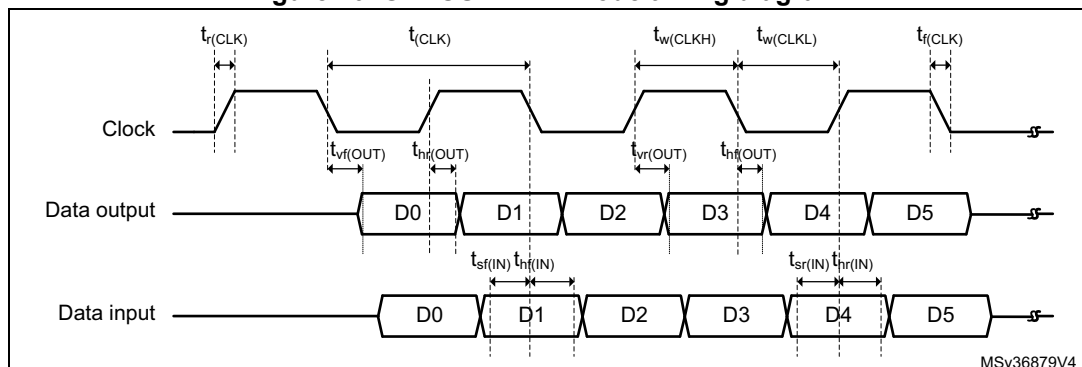 t_r(CLK) t_(CLK) t_w(CLKH) t_w(CLKL) t_f(CLK)
Clock
t_vf(OUT) t_hr(OUT) t_vr(OUT) t_hf(OUT)
Data output D0 D1 D2 D3 D4 D5
t_sf(IN) t_hf(IN) t_sr(IN) t_hr(IN)
Data input D0 D1 D2 D3 D4 D5
MSv36879V4